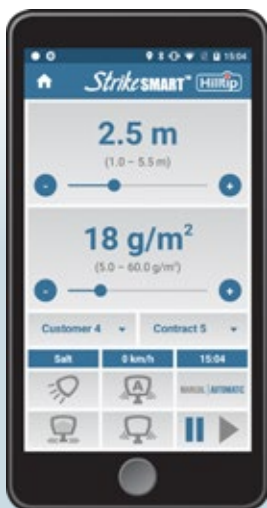 15:04
StrikeSMART™ Hilltip
2.5 m
(1.0 – 5.5 m)
- +
18 g/m²
(5.0 – 60.0 g/m²)
- +
Customer 4 Contract 5
Salt 0 km/h 15:04
A MANUAL | AUTOMATIC